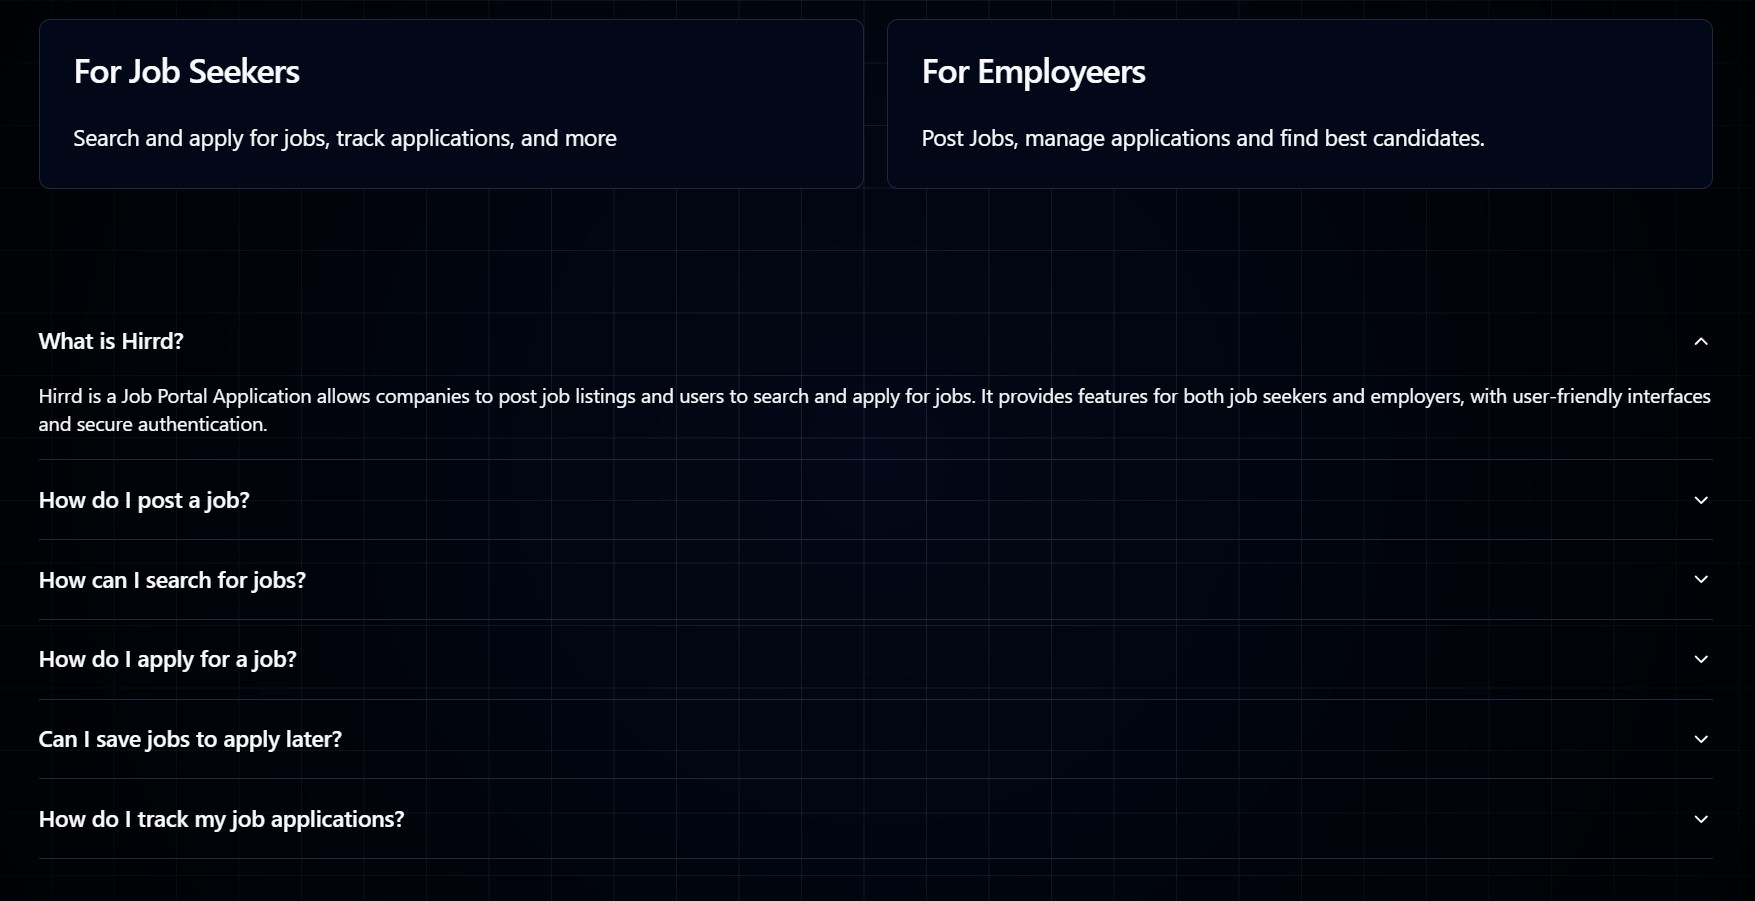 For Job Seekers
Search and apply for jobs, track applications, and more
For Employeers
Post Jobs, manage applications and find best candidates.
What is Hirrd?
Hirrd is a Job Portal Application allows companies to post job listings and users to search and apply for jobs. It provides features for both job seekers and employers, with user-friendly interfaces
and secure authentication.
How do I post a job?
How can I search for jobs?
How do I apply for a job?
Can I save jobs to apply later?
How do I track my job applications?